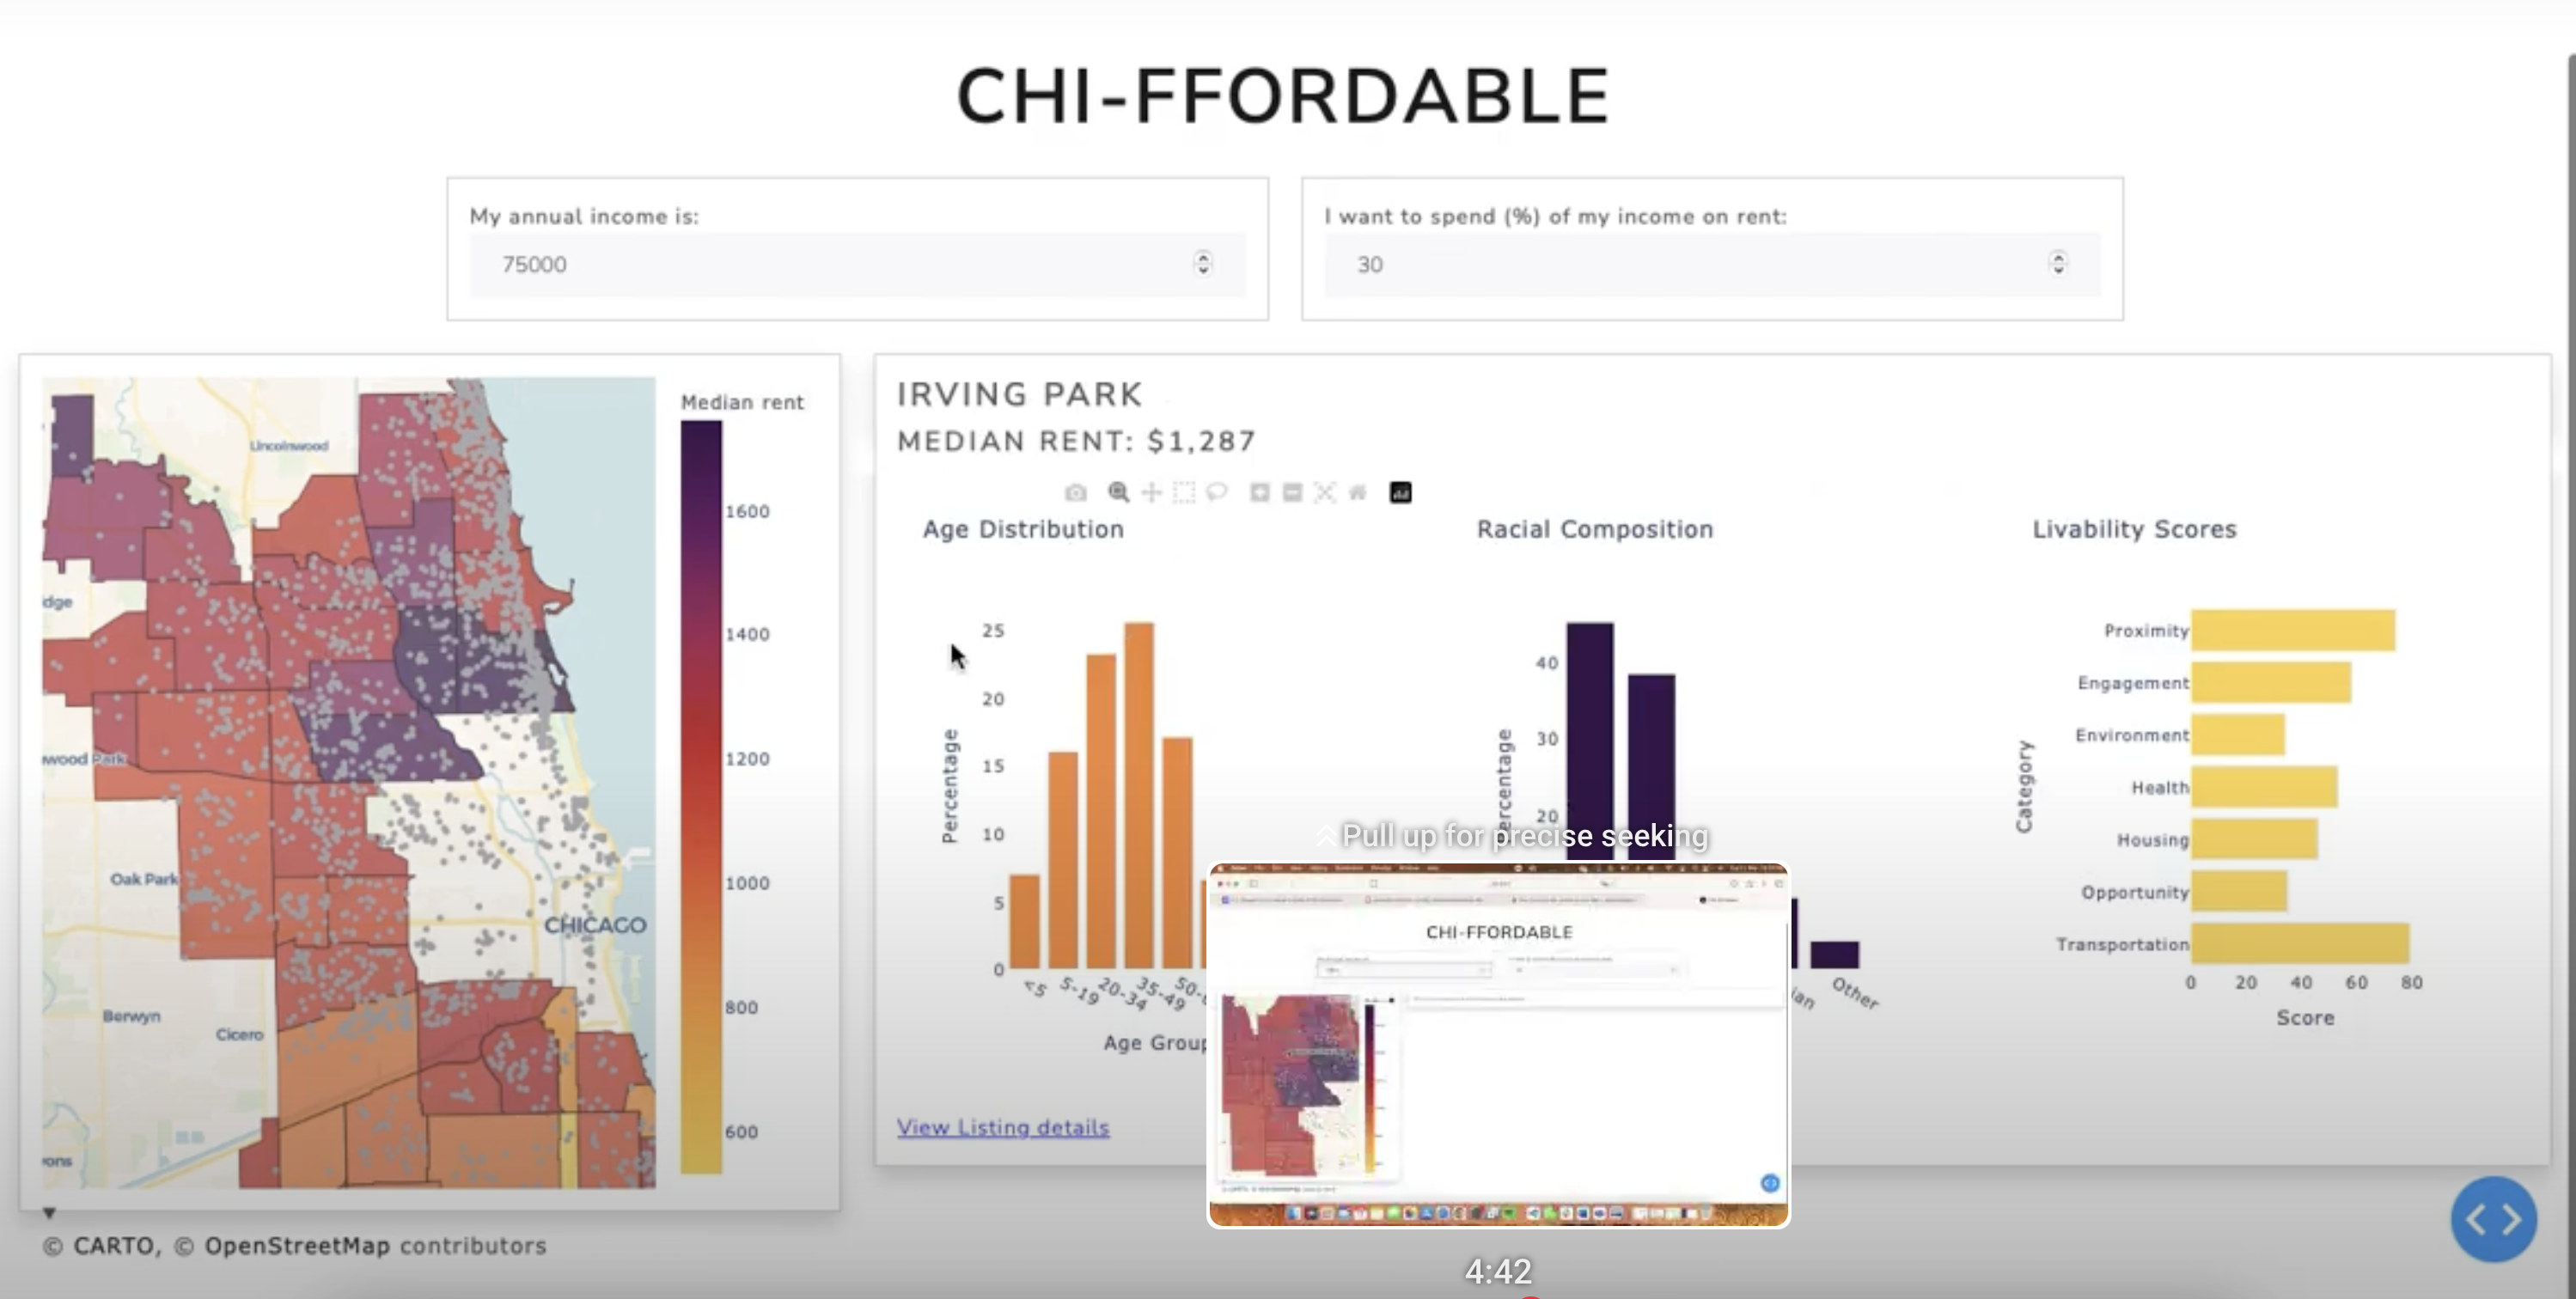 CHI-FFORDABLE
My annual income is:
75000
I want to spend (%) of my income on rent:
30
Median rent
1600
1400
1200
1000
800
600
Lincolnwood
idge
wood Park
Oak Park
CHICAGO
Berwyn
Cicero
ons
© CARTO, © OpenStreetMap contributors
IRVING PARK
MEDIAN RENT: $1,287
Age Distribution
Percentage
25
20
15
10
5
0
<5
5-19
20-34
35-49
50-
Age Group
Racial Composition
Percentage
40
30
20
ian
Other
Livability Scores
Category
Proximity
Engagement
Environment
Health
Housing
Opportunity
Transportation
0 20 40 60 80
Score
View Listing details
Pull up for precise seeking
CHI-FFORDABLE
4:42